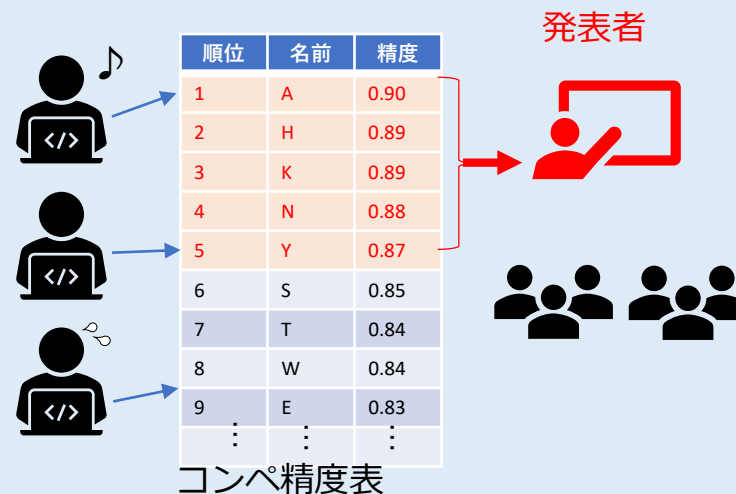 発表者
順位 名前 精度
1 A 0.90
2 H 0.89
3 K 0.89
4 N 0.88
5 Y 0.87
6 S 0.85
7 T 0.84
8 W 0.84
9 E 0.83
⋮ ⋮ ⋮
コンペ精度表
</>
</>
</>